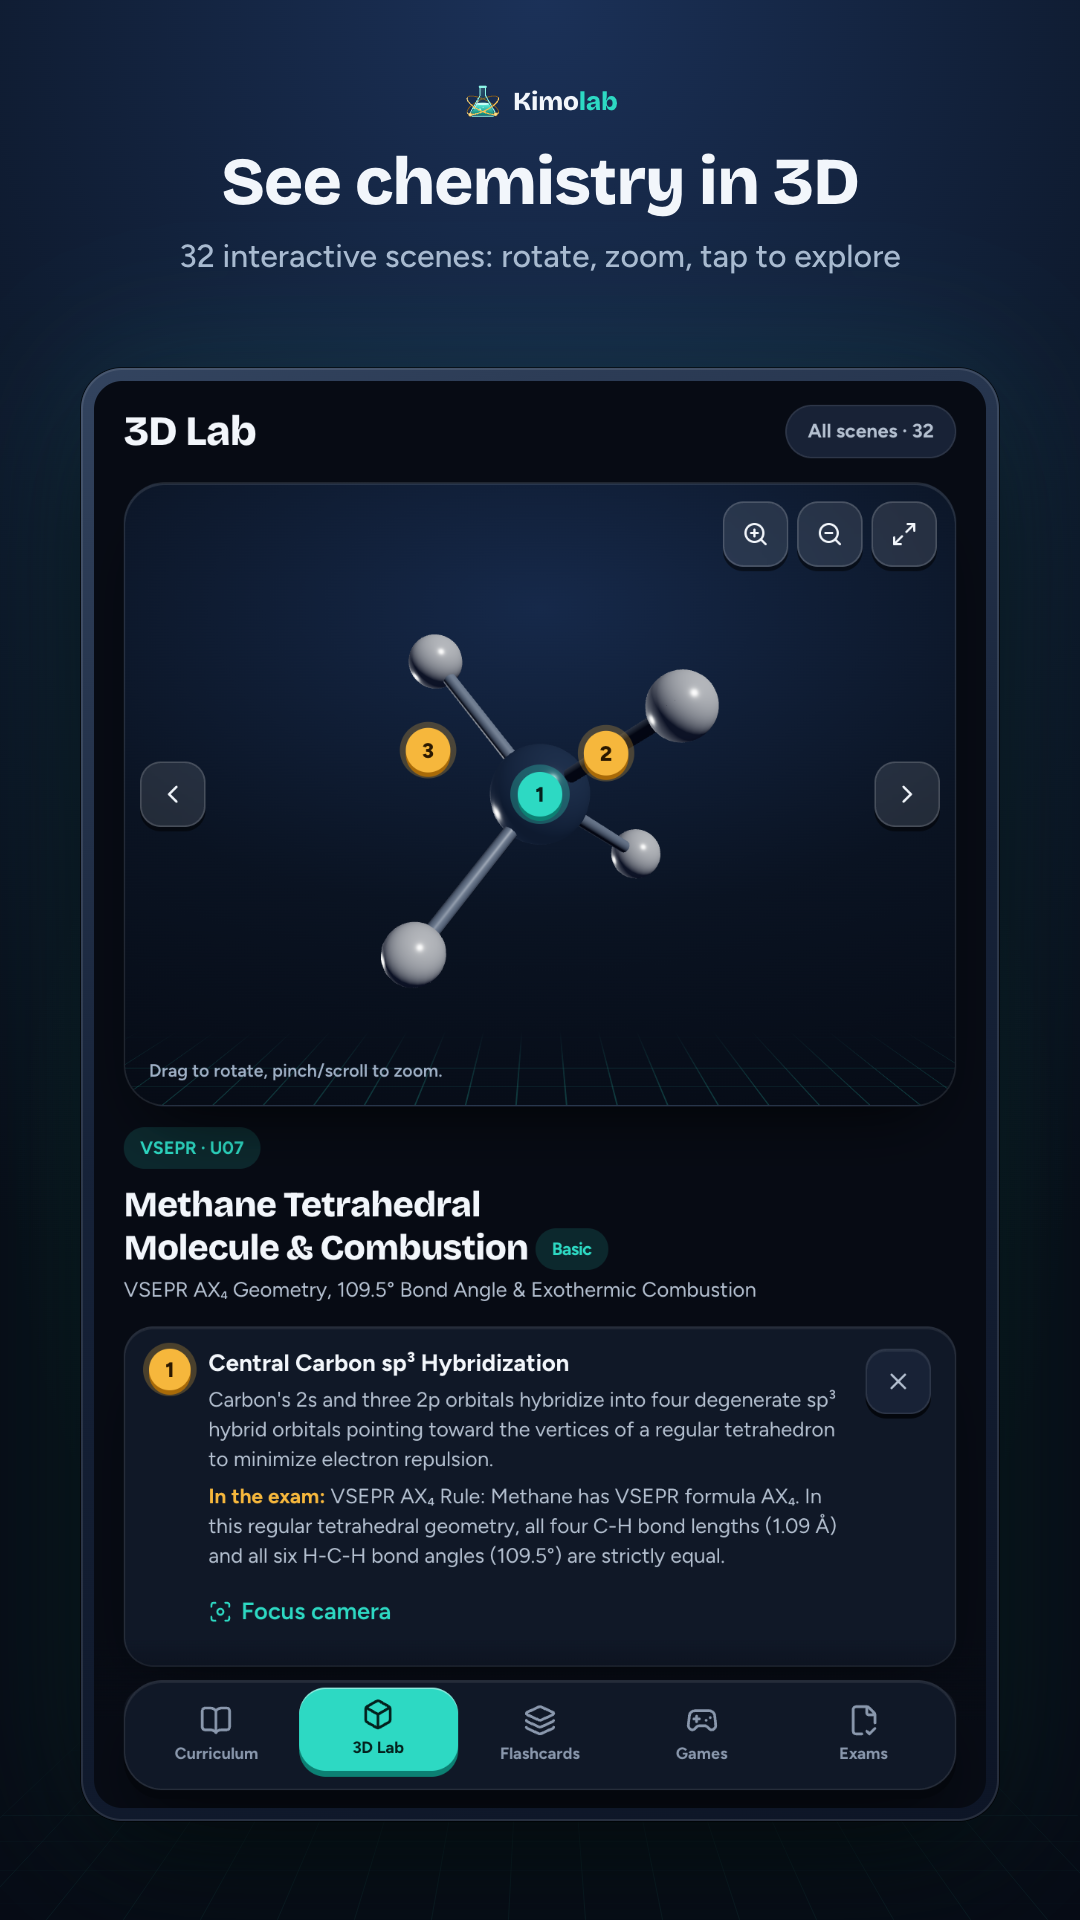 Kimolab
See chemistry in 3D
32 interactive scenes: rotate, zoom, tap to explore
3D Lab
All scenes · 32
3
2
1
Drag to rotate, pinch/scroll to zoom.
VSEPR · U07
Methane Tetrahedral
Molecule & Combustion Basic
VSEPR AX₄ Geometry, 109.5° Bond Angle & Exothermic Combustion
1 Central Carbon sp³ Hybridization
Carbon's 2s and three 2p orbitals hybridize into four degenerate sp³
hybrid orbitals pointing toward the vertices of a regular tetrahedron
to minimize electron repulsion.
In the exam: VSEPR AX₄ Rule: Methane has VSEPR formula AX₄. In
this regular tetrahedral geometry, all four C-H bond lengths (1.09 Å)
and all six H-C-H bond angles (109.5°) are strictly equal.
Focus camera
Curriculum
3D Lab
Flashcards
Games
Exams